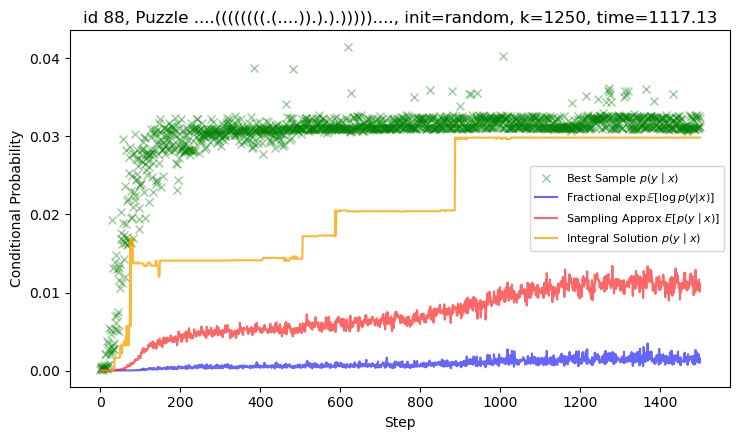 id 88, Puzzle ....((((((((.(....)).).).)))))...., init=random, k=1250, time=1117.13
0.04
0.03
0.02
0.01
0.00
Conditional Probability
Best Sample p(y | x)
Fractional exp𝔼[log p(y|x)]
Sampling Approx E[p(y | x)]
Integral Solution p(y | x)
0 200 400 600 800 1000 1200 1400
Step